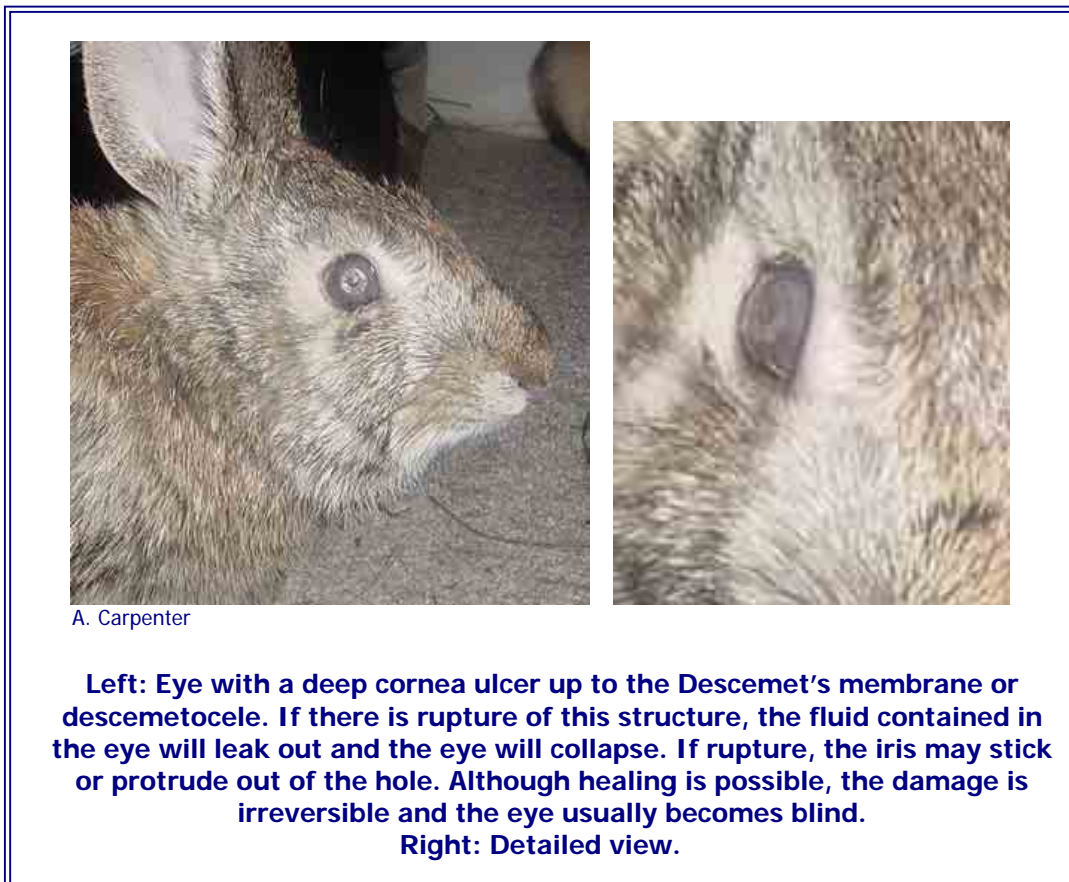 A. Carpenter
Left: Eye with a deep cornea ulcer up to the Descemet's membrane or
descemetocele. If there is rupture of this structure, the fluid contained in
the eye will leak out and the eye will collapse. If rupture, the iris may stick
or protrude out of the hole. Although healing is possible, the damage is
irreversible and the eye usually becomes blind.
Right: Detailed view.